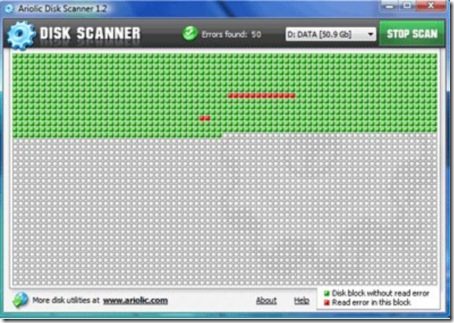 Ariolic Disk Scanner 1.2
DISK SCANNER
Errors found: 50
D: DATA [50.9 Gb]
STOP SCAN
More disk utilities at www.ariolic.com
About
Help
Disk block without read error
Read error in this block